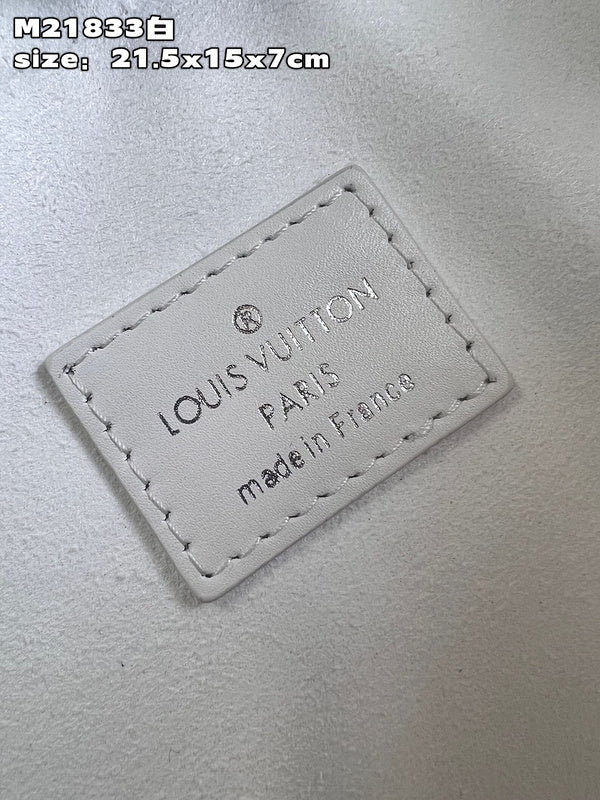 M21833白
size：21.5x15x7cm
®
LOUIS VUITTON
PARIS
made in France